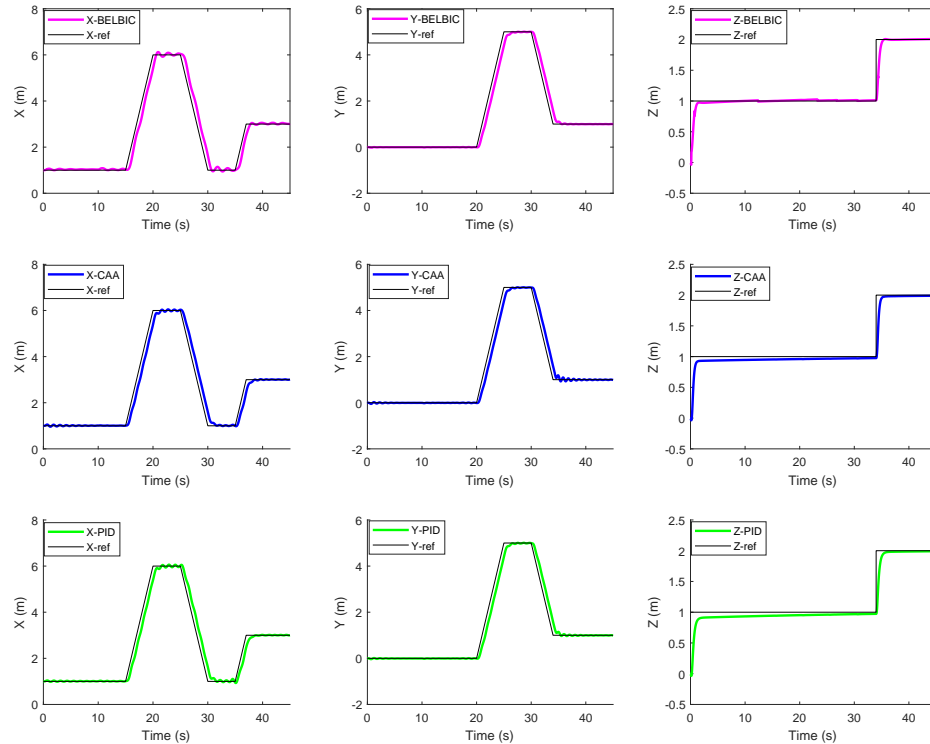 8
X-BELBIC
X-ref
6
X (m)
4
2
0
0
10
20
30
40
Time (s)
6
Y-BELBIC
Y-ref
4
Y (m)
2
0
-2
0
10
20
30
40
Time (s)
2.5
Z-BELBIC
Z-ref
2
1.5
Z (m)
1
0.5
0
-0.5
0
10
20
30
40
Time (s)
8
X-CAA
X-ref
6
X (m)
4
2
0
0
10
20
30
40
Time (s)
6
Y-CAA
Y-ref
4
Y (m)
2
0
-2
0
10
20
30
40
Time (s)
2.5
Z-CAA
Z-ref
2
1.5
Z (m)
1
0.5
0
-0.5
0
10
20
30
40
Time (s)
8
X-PID
X-ref
6
X (m)
4
2
0
0
10
20
30
40
Time (s)
6
Y-PID
Y-ref
4
Y (m)
2
0
-2
0
10
20
30
40
Time (s)
2.5
Z-PID
Z-ref
2
1.5
Z (m)
1
0.5
0
-0.5
0
10
20
30
40
Time (s)